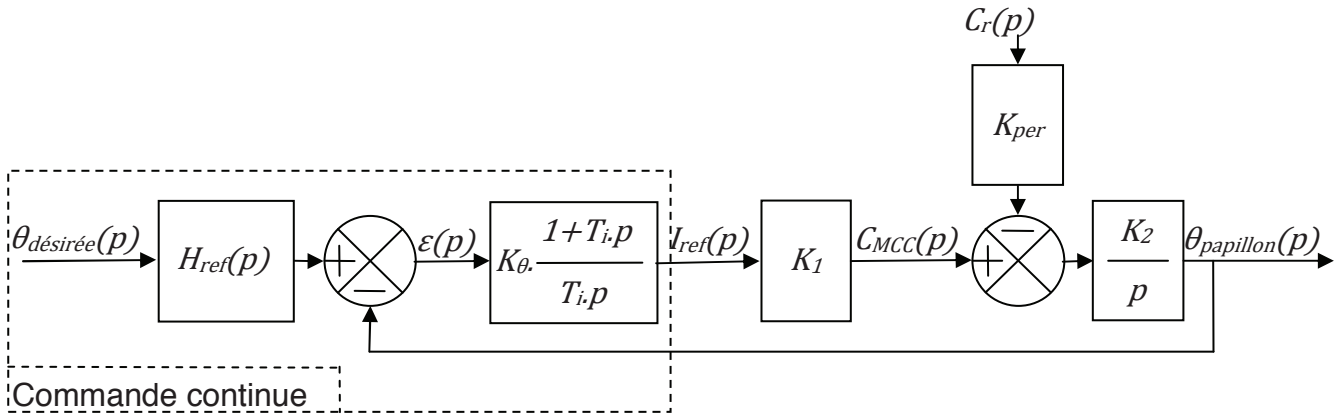 Cr(p)
Kper
θdésirée(p)
Href(p)
+
−
ε(p)
Kθ.
1+Ti.p
Ti.p
Iref(p)
K1
CMCC(p)
+
−
K2
p
θpapillon(p)
Commande continue